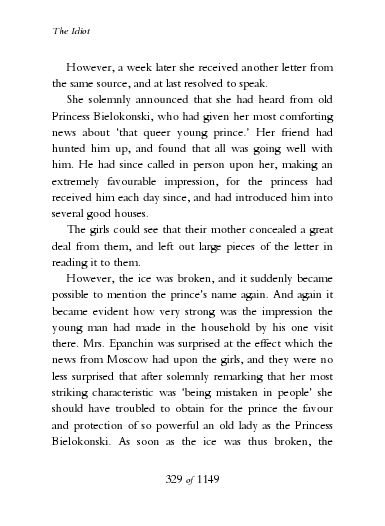 The Idiot
However, a week later she received another letter from
the same source, and at last resolved to speak.
She solemnly announced that she had heard from old
Princess Bielokonski, who had given her most comforting
news about 'that queer young prince.' Her friend had
hunted him up, and found that all was going well with
him. He had since called in person upon her, making an
extremely favourable impression, for the princess had
received him each day since, and had introduced him into
several good houses.
The girls could see that their mother concealed a great
deal from them, and left out large pieces of the letter in
reading it to them.
However, the ice was broken, and it suddenly became
possible to mention the prince's name again. And again it
became evident how very strong was the impression the
young man had made in the household by his one visit
there. Mrs. Epanchin was surprised at the effect which the
news from Moscow had upon the girls, and they were no
less surprised that after solemnly remarking that her most
striking characteristic was 'being mistaken in people' she
should have troubled to obtain for the prince the favour
and protection of so powerful an old lady as the Princess
Bielokonski. As soon as the ice was thus broken, the
329 of 1149